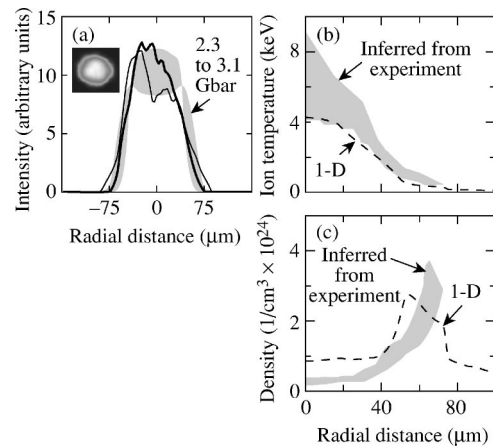 Intensity (arbitrary units)
15
10
5
0
(a)
2.3
to 3.1
Gbar
−75
0
75
Radial distance (μm)
Ion temperature (keV)
8
4
0
(b)
Inferred from
experiment
1-D
Density (1/cm³ × 10²⁴)
4
2
0
(c)
Inferred
from
experiment
1-D
0
40
80
Radial distance (μm)